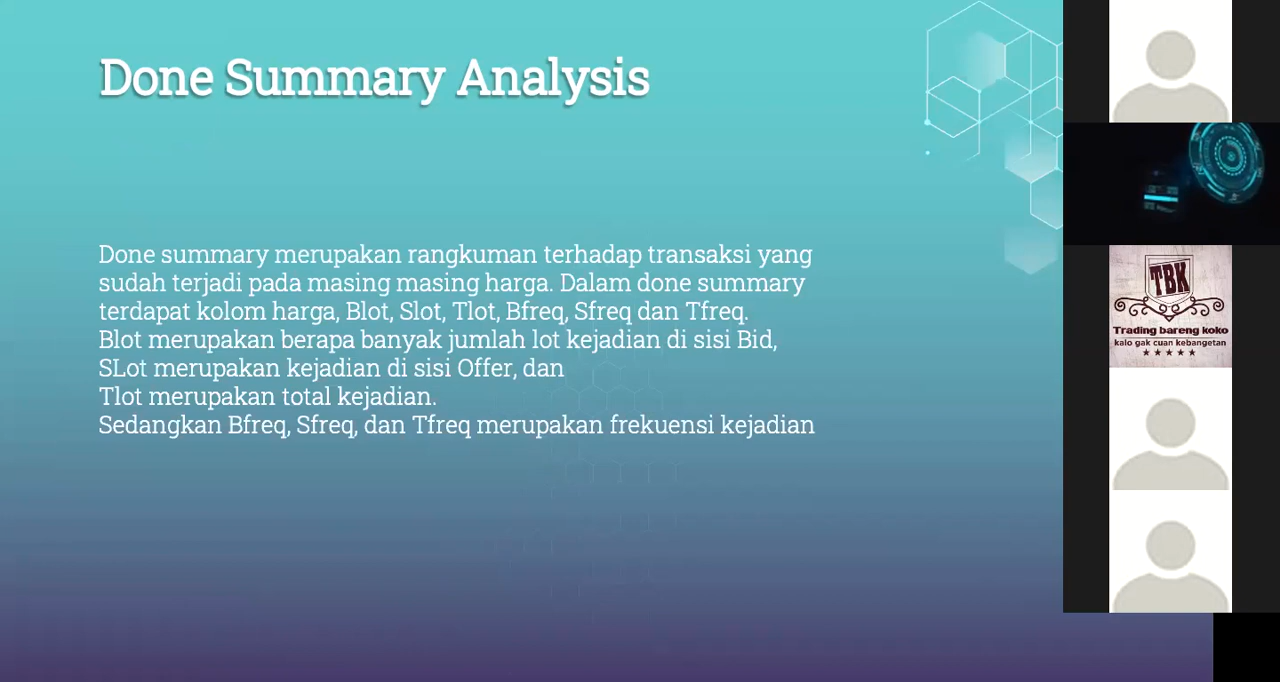 Done Summary Analysis
Done summary merupakan rangkuman terhadap transaksi yang
sudah terjadi pada masing masing harga. Dalam done summary
terdapat kolom harga, Blot, Slot, Tlot, Bfreq, Sfreq dan Tfreq.
Blot merupakan berapa banyak jumlah lot kejadian di sisi Bid,
SLot merupakan kejadian di sisi Offer, dan
Tlot merupakan total kejadian.
Sedangkan Bfreq, Sfreq, dan Tfreq merupakan frekuensi kejadian
TBK
Trading bareng koko
kalo gak cuan kebangetan